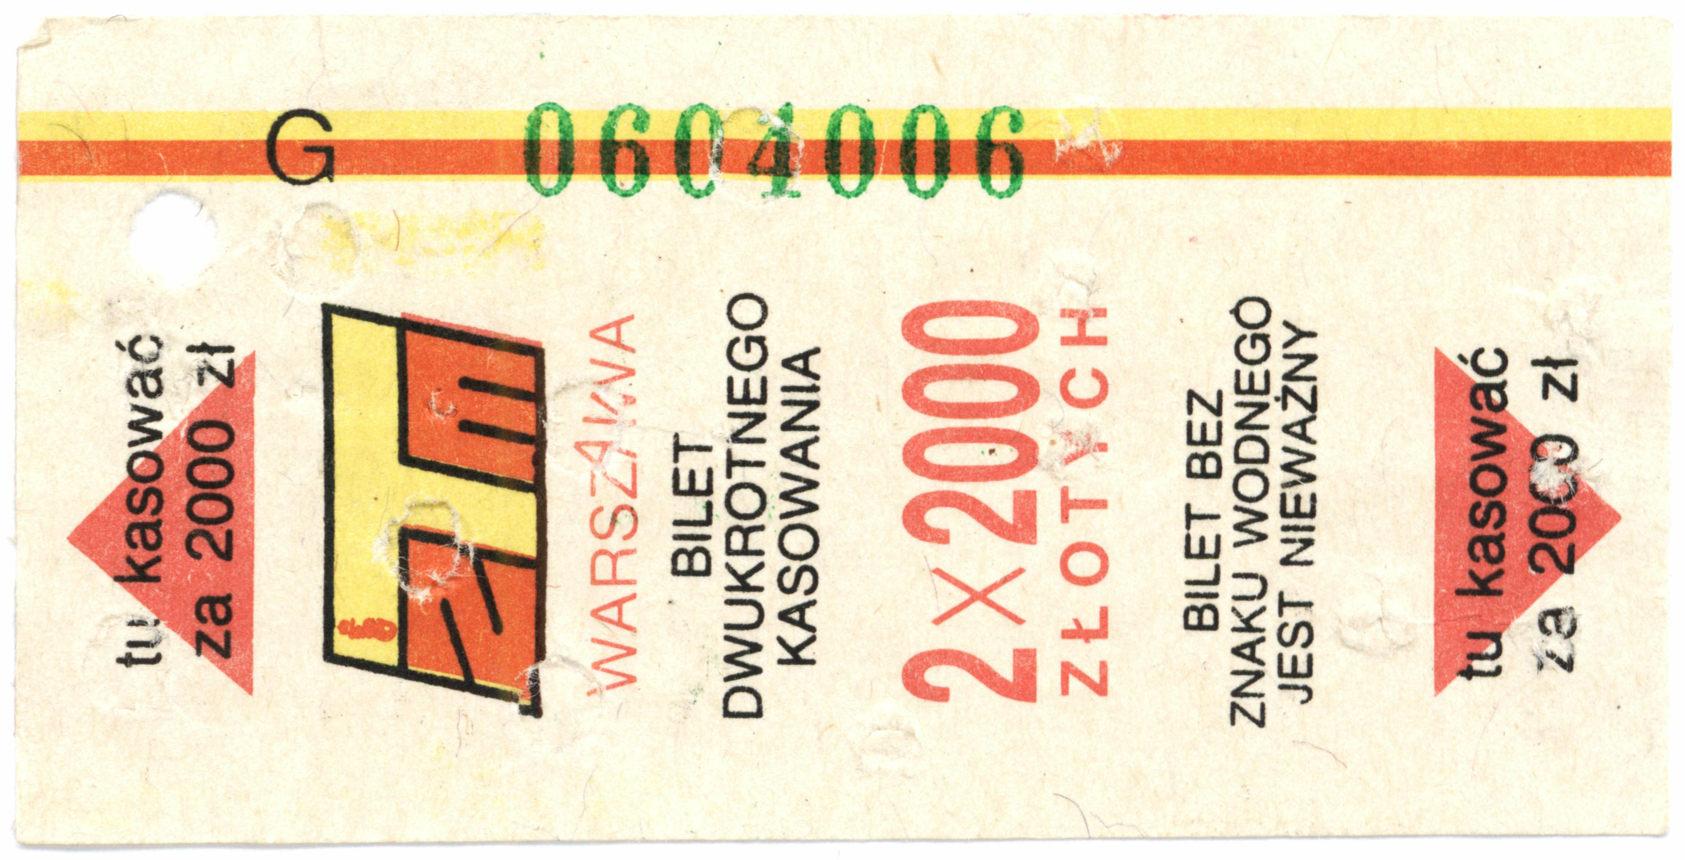 G 0604006
tu kasować
za 2000 zł
WARSZAWA
BILET
DWUKROTNEGO
KASOWANIA
2 x 2000
ZŁOTYCH
BILET BEZ
ZNAKU WODNEGO
JEST NIEWAŻNY
tu kasować
za 2000 zł